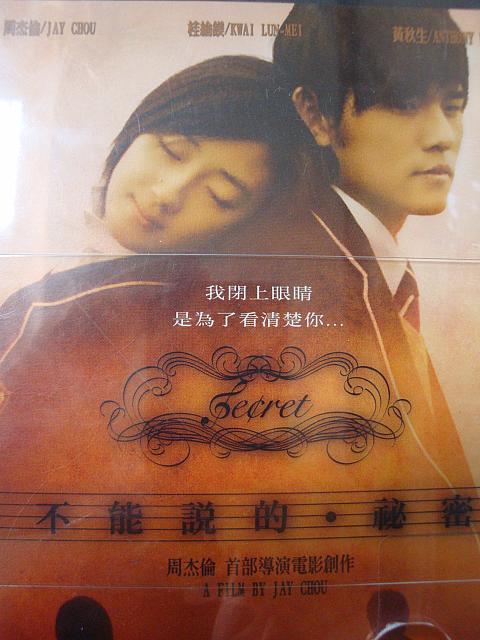 周杰倫/JAY CHOU 桂綸鎂/KWAI LUN-MEI 黃秋生/ANTHONY
我閉上眼睛
是為了看清楚你...
Secret
不能說的·祕密
周杰倫 首部導演電影創作
A FILM BY JAY CHOU